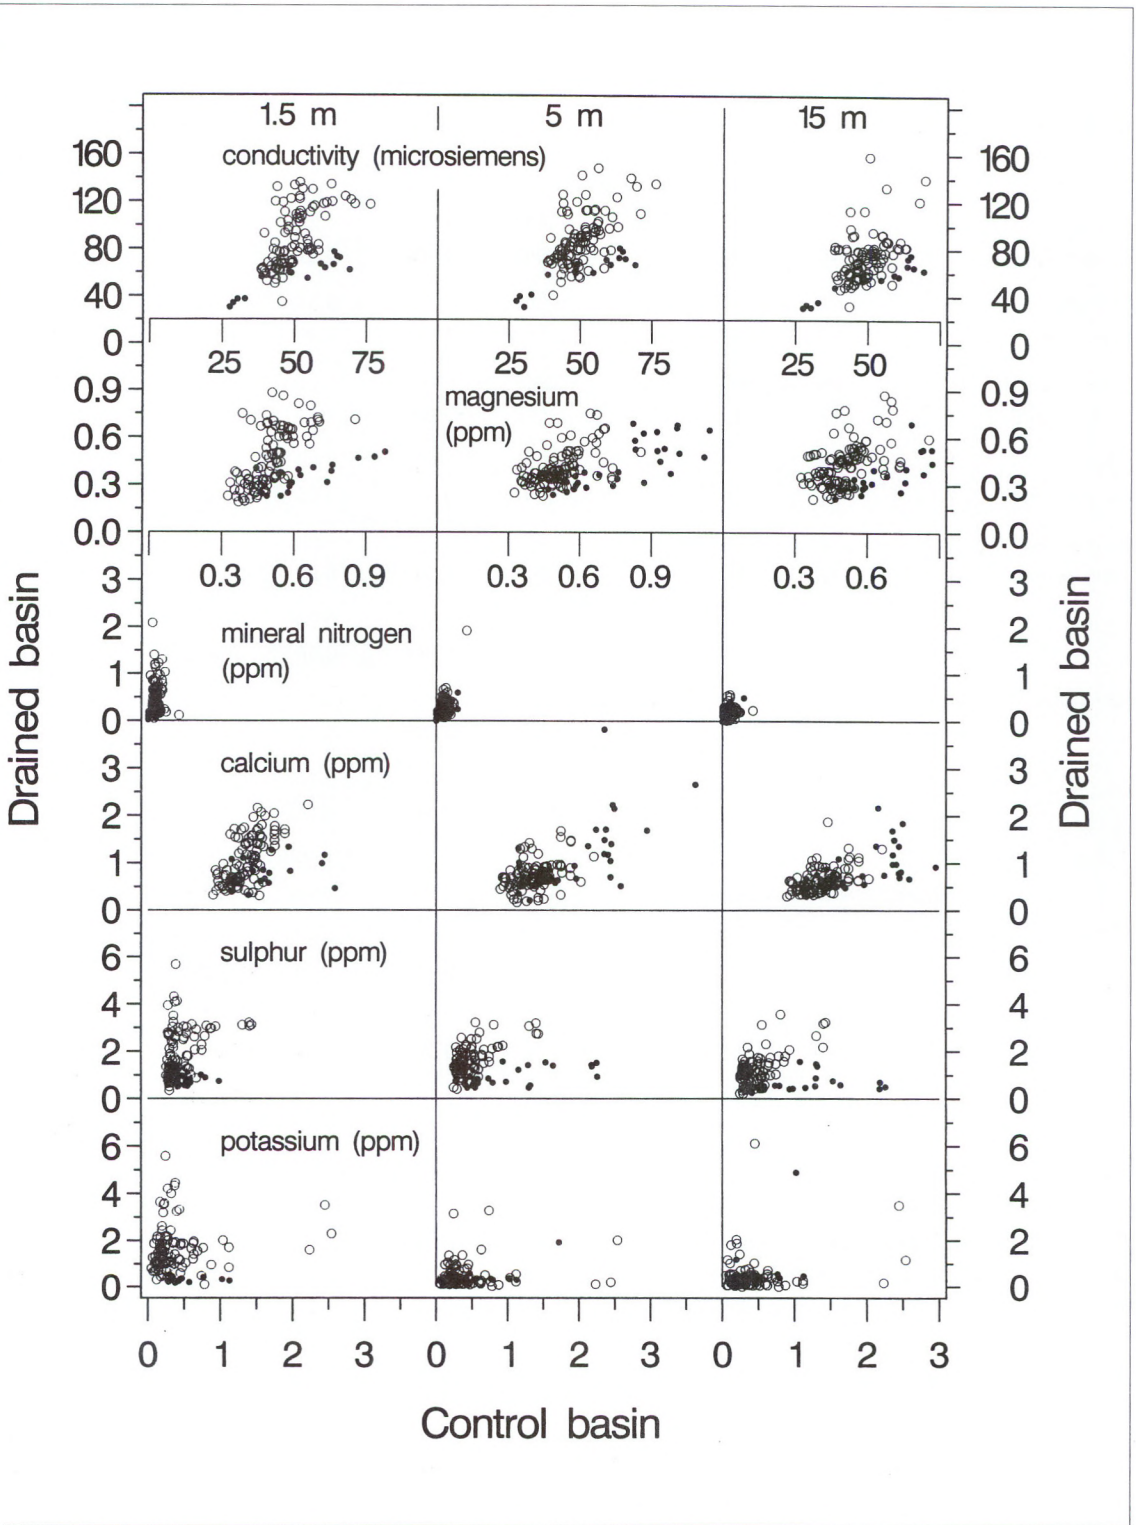 1.5 m 5 m 15 m
conductivity (microsiemens)
160 160
120 120
80 80
40 40
0 0
25 50 75 25 50 75 25 50
0.9 magnesium 0.9
0.6 (ppm) 0.6
0.3 0.3
0.0 0.0
0.3 0.6 0.9 0.3 0.6 0.9 0.3 0.6
3 3
2 mineral nitrogen 2
(ppm)
1 1
0 0
3 calcium (ppm) 3
2 2
1 1
0 0
6 sulphur (ppm) 6
4 4
2 2
0 0
6 potassium (ppm) 6
4 4
2 2
0 0
0 1 2 3 0 1 2 3 0 1 2 3
Drained basin
Drained basin
Control basin